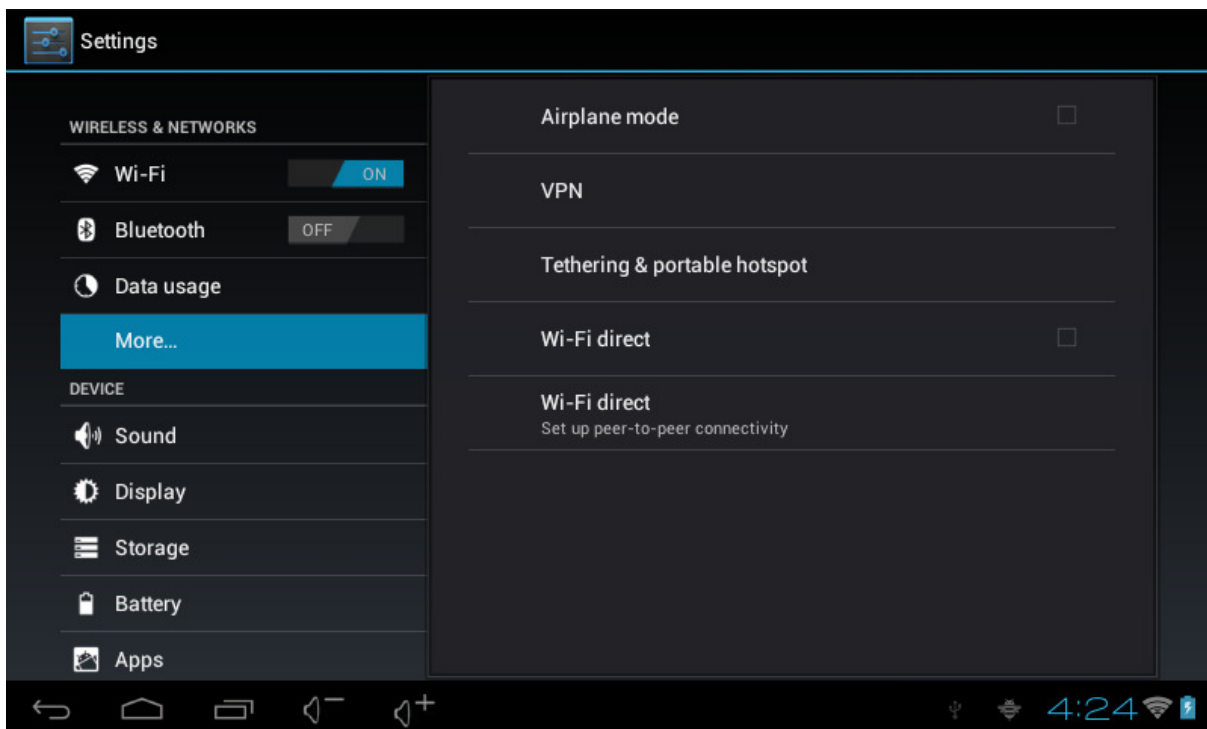 Settings
WIRELESS & NETWORKS
Wi-Fi
ON
Bluetooth
OFF
Data usage
More...
DEVICE
Sound
Display
Storage
Battery
Apps
Airplane mode
VPN
Tethering & portable hotspot
Wi-Fi direct
Wi-Fi direct
Set up peer-to-peer connectivity
4:24